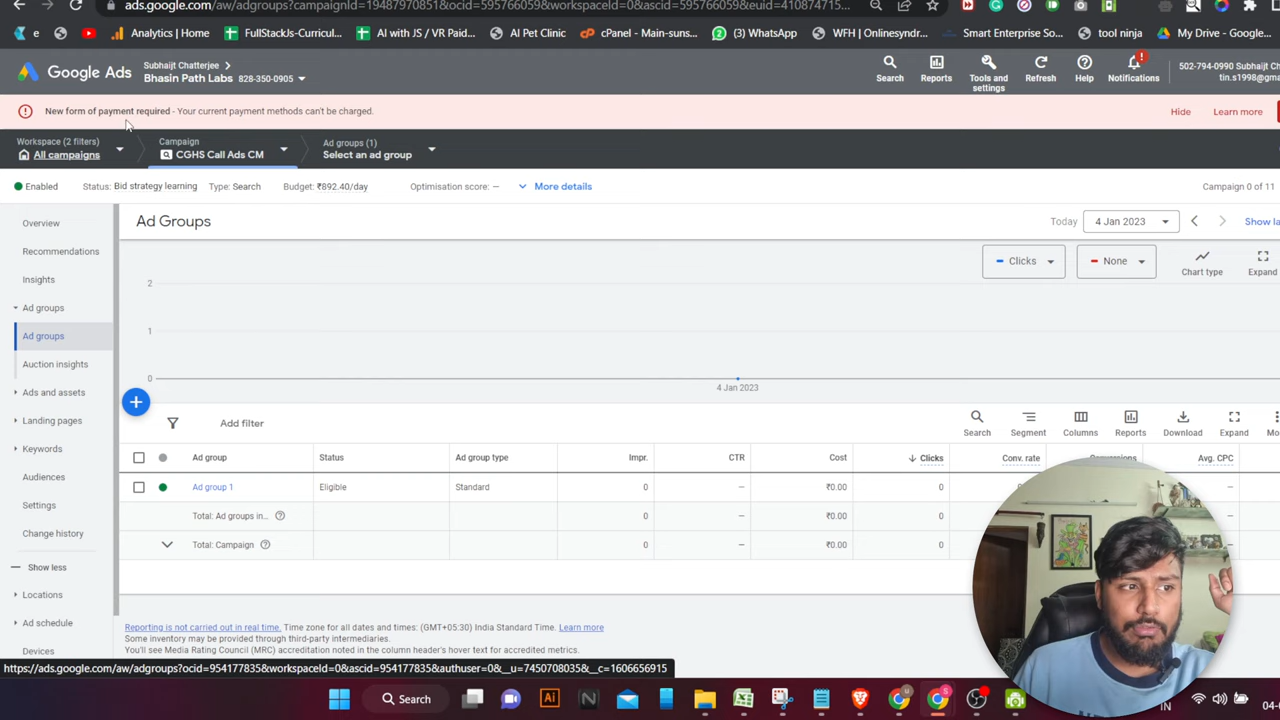 ads.google.com/aw/adgroups?campaignId=19487970851&ocid=5957660598&workspaceId=0&ascid=5957660598&euid=410874715...
e
Analytics | Home
FullStackJs-Curricul...
AI with JS / VR Paid...
AI Pet Clinic
cPanel - Main-suns...
(3) WhatsApp
WFH | Onlinesyndr...
Smart Enterprise So...
tool ninja
My Drive - Google...
Google Ads
Subhaijt Chatterjee
Bhasin Path Labs 828-350-0905
Search
Reports
Tools and settings
Refresh
Help
Notifications
502-794-0990 Subhaijt C
tin.s1998@gma
New form of payment required - Your current payment methods can't be charged.
Hide
Learn more
Workspace (2 filters)
All campaigns
Campaign
CGHS Call Ads CM
Ad groups (1)
Select an ad group
Enabled
Status: Bid strategy learning
Type: Search
Budget: ₹892.40/day
Optimisation score: —
More details
Campaign 0 of 11
Overview
Recommendations
Insights
Ad groups
Ad groups
Auction insights
Ads and assets
Landing pages
Keywords
Audiences
Settings
Change history
Show less
Locations
Ad schedule
Devices
Ad Groups
Today
4 Jan 2023
Show la
Clicks
None
Chart type
Expand
2
1
0
4 Jan 2023
Add filter
Search
Segment
Columns
Reports
Download
Expand
Mo
Ad group Status Ad group type Impr. CTR Cost Clicks Conv. rate Conversions Avg. CPC
Ad group 1 Eligible Standard 0 — ₹0.00 0
Total: Ad groups in... 0 — ₹0.00 0 —
Total: Campaign 0 — ₹0.00 0 —
Reporting is not carried out in real time. Time zone for all dates and times: (GMT+05:30) India Standard Time. Learn more
Some inventory may be provided through third-party intermediaries.
You'll see Media Rating Council (MRC) accreditation noted in the column header's hover text for accredited metrics.
https://ads.google.com/aw/adgroups?ocid=954177835&workspaceId=0&ascid=954177835&authuser=0&__u=7450708035&__c=1606656915
Search
IN
04-0